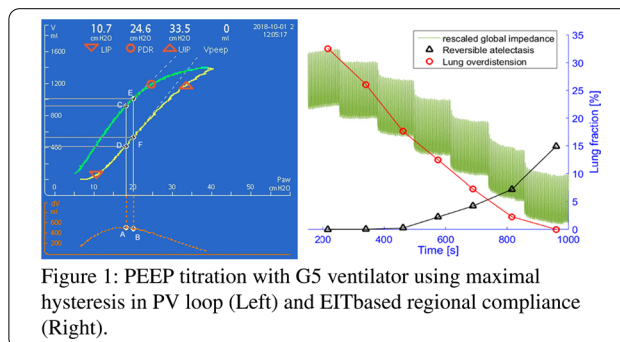 V
ml
10.7
cmH2O
24.6
cmH2O
33.5
cmH2O
0
ml
2018-10-01 2
12:05:17
LIP
PDR
UIP
Vpeep
1600
1200
800
400
E
C
D
F
10
20
30
40
60
Paw
cmH2O
dV
ml
600
400
200
A
B
rescaled global impedance
Reversible atelectasis
Lung overdistension
35
30
25
20
15
10
5
0
Lung fraction [%]
200
400
600
800
1000
Time [s]
Figure 1: PEEP titration with G5 ventilator using maximal
hysteresis in PV loop (Left) and EITbased regional compliance
(Right).